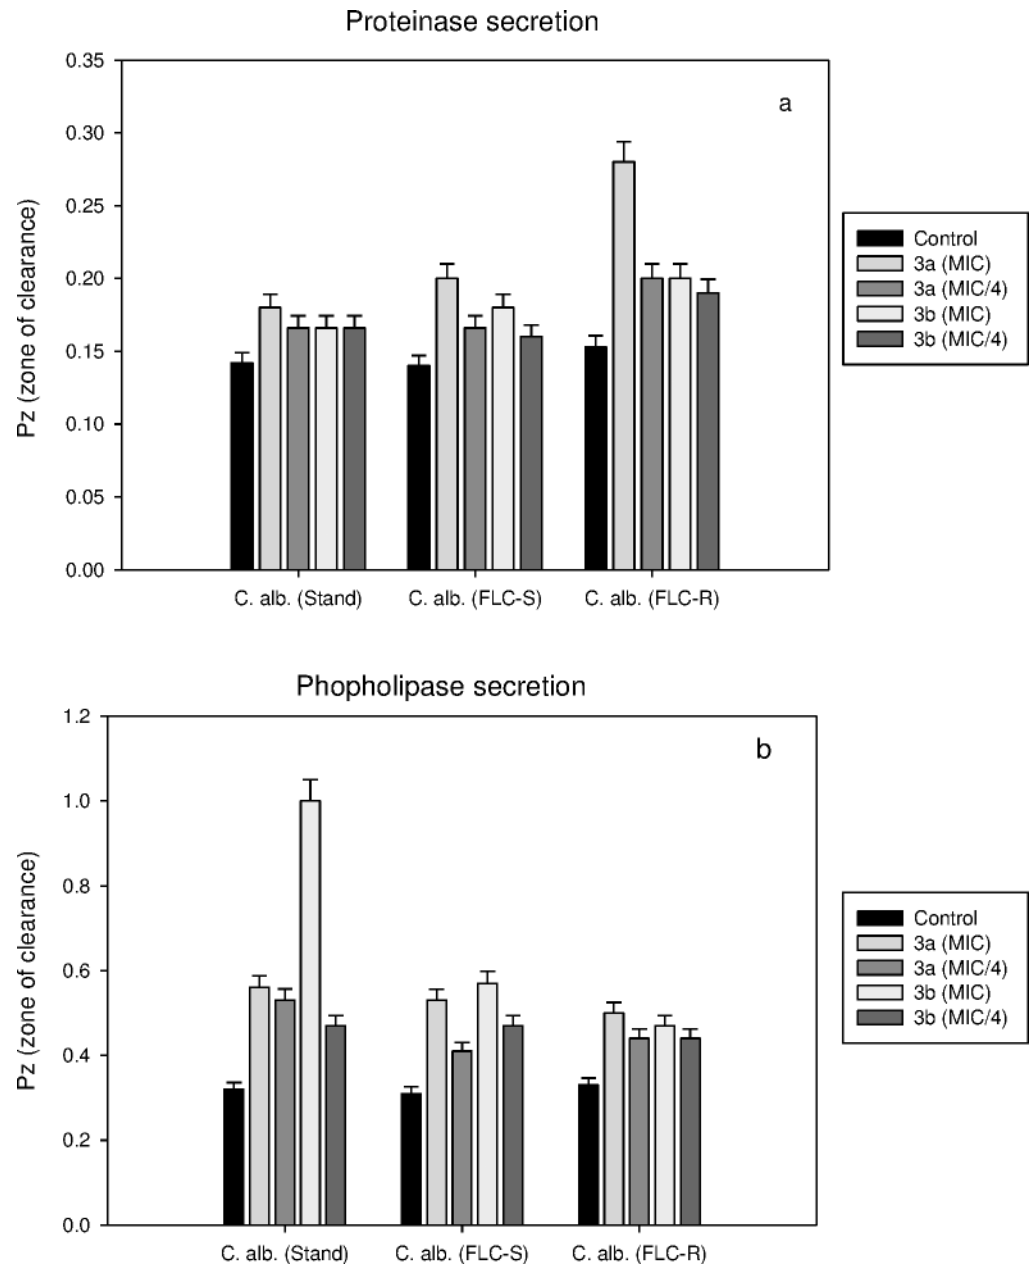 Proteinase secretion
a
Pz (zone of clearance)
0.35
0.30
0.25
0.20
0.15
0.10
0.05
0.00
C. alb. (Stand)
C. alb. (FLC-S)
C. alb. (FLC-R)
Control
3a (MIC)
3a (MIC/4)
3b (MIC)
3b (MIC/4)
Phopholipase secretion
b
Pz (zone of clearance)
1.2
1.0
0.8
0.6
0.4
0.2
0.0
C. alb. (Stand)
C. alb. (FLC-S)
C. alb. (FLC-R)
Control
3a (MIC)
3a (MIC/4)
3b (MIC)
3b (MIC/4)